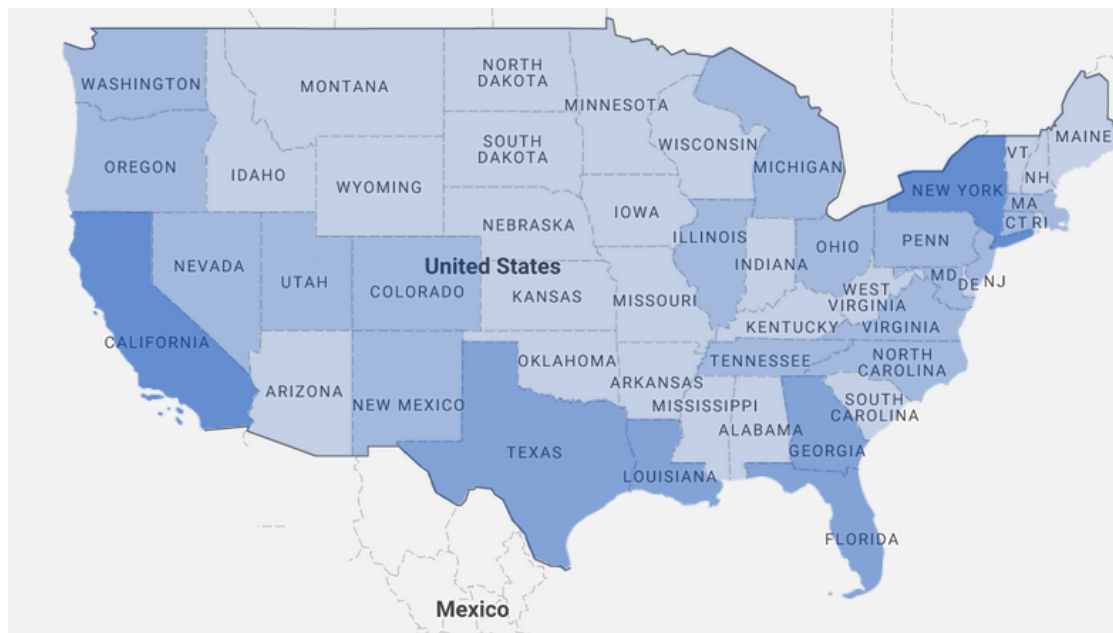 WASHINGTON
MONTANA
NORTH
DAKOTA
MINNESOTA
MAINE
VT
NH
OREGON
IDAHO
SOUTH
DAKOTA
WISCONSIN
MICHIGAN
WYOMING
NEW YORK
MA
CT
RI
IOWA
NEBRASKA
ILLINOIS
INDIANA
OHIO
PENN
NEVADA
UTAH
COLORADO
United States
KANSAS
MISSOURI
WEST
VIRGINIA
MD
DE
NJ
CALIFORNIA
KENTUCKY
VIRGINIA
OKLAHOMA
TENNESSEE
NORTH
CAROLINA
ARIZONA
NEW MEXICO
ARKANSAS
MISSISSIPPI
ALABAMA
SOUTH
CAROLINA
GEORGIA
TEXAS
LOUISIANA
FLORIDA
Mexico